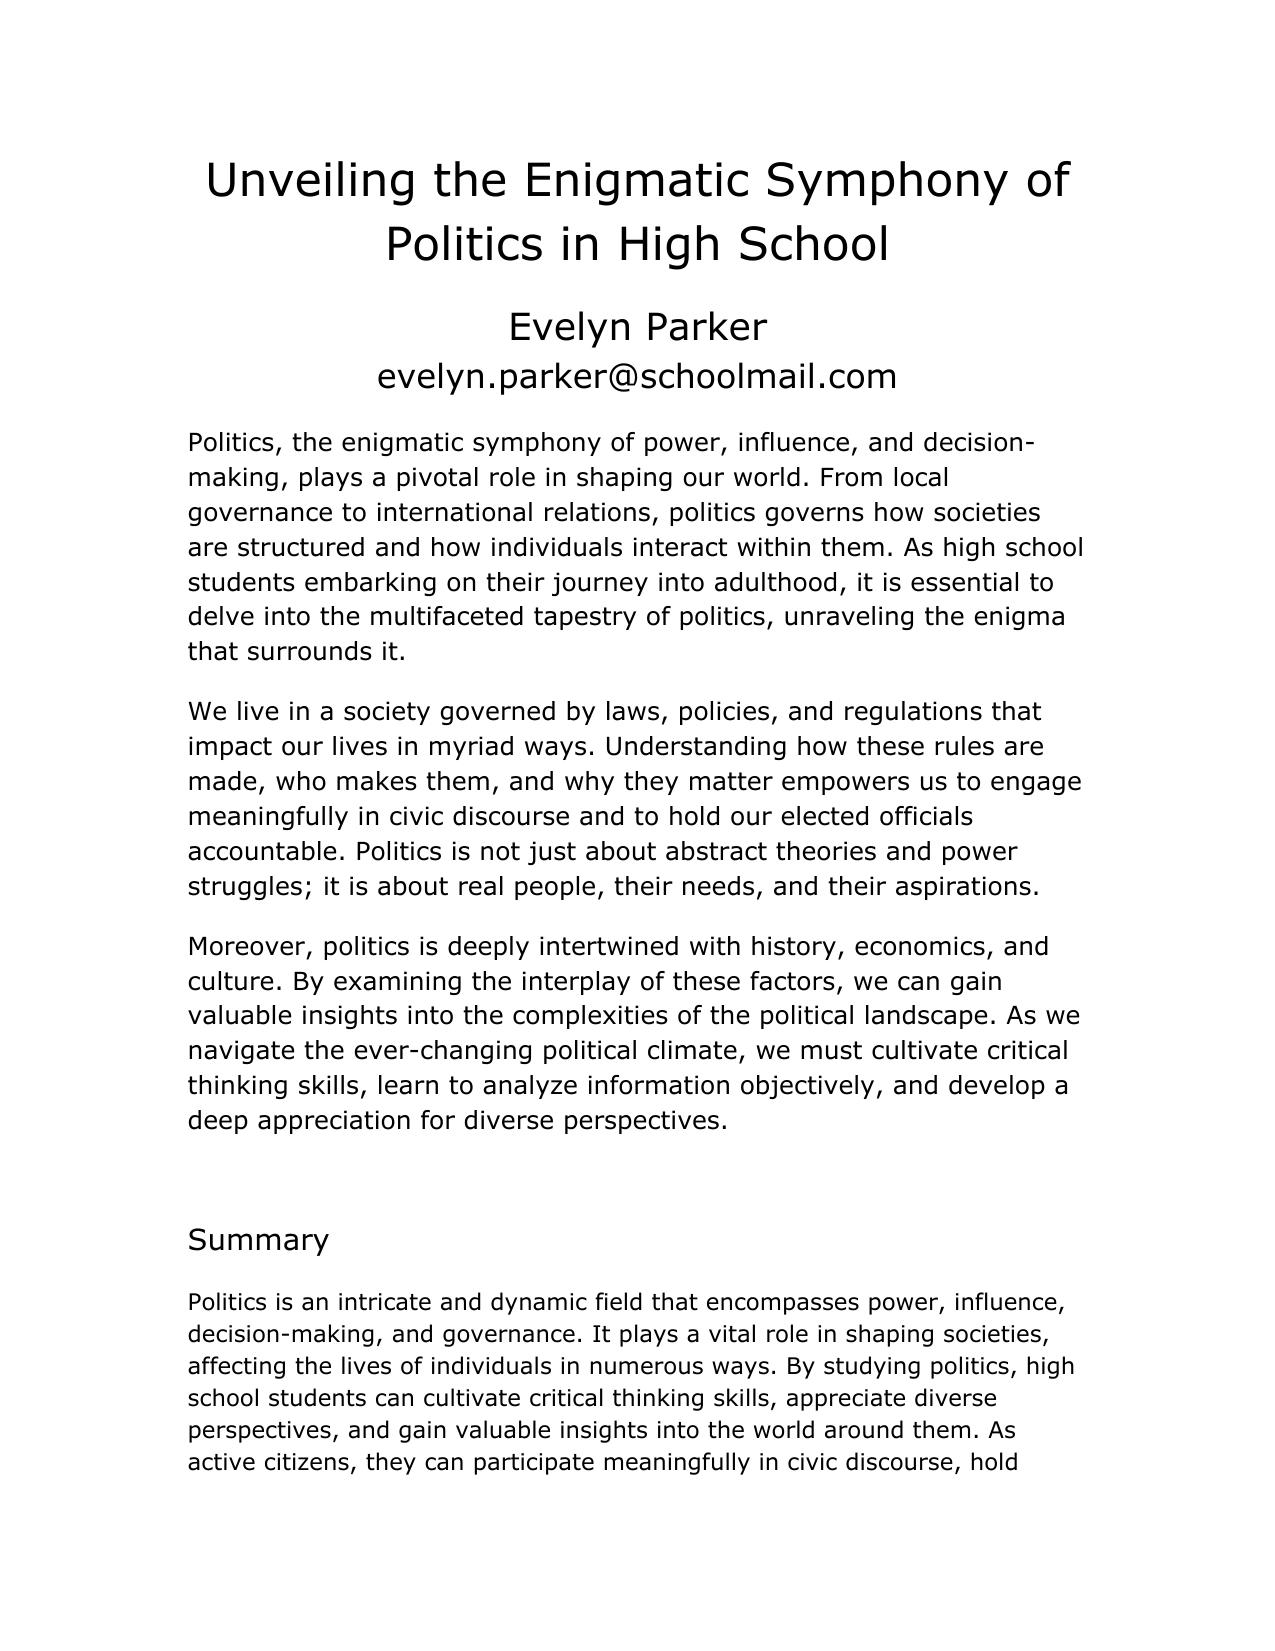 Unveiling the Enigmatic Symphony of
Politics in High School
Evelyn Parker
evelyn.parker@schoolmail.com
Politics, the enigmatic symphony of power, influence, and decision-
making, plays a pivotal role in shaping our world. From local
governance to international relations, politics governs how societies
are structured and how individuals interact within them. As high school
students embarking on their journey into adulthood, it is essential to
delve into the multifaceted tapestry of politics, unraveling the enigma
that surrounds it.
We live in a society governed by laws, policies, and regulations that
impact our lives in myriad ways. Understanding how these rules are
made, who makes them, and why they matter empowers us to engage
meaningfully in civic discourse and to hold our elected officials
accountable. Politics is not just about abstract theories and power
struggles; it is about real people, their needs, and their aspirations.
Moreover, politics is deeply intertwined with history, economics, and
culture. By examining the interplay of these factors, we can gain
valuable insights into the complexities of the political landscape. As we
navigate the ever-changing political climate, we must cultivate critical
thinking skills, learn to analyze information objectively, and develop a
deep appreciation for diverse perspectives.
Summary
Politics is an intricate and dynamic field that encompasses power, influence,
decision-making, and governance. It plays a vital role in shaping societies,
affecting the lives of individuals in numerous ways. By studying politics, high
school students can cultivate critical thinking skills, appreciate diverse
perspectives, and gain valuable insights into the world around them. As
active citizens, they can participate meaningfully in civic discourse, hold